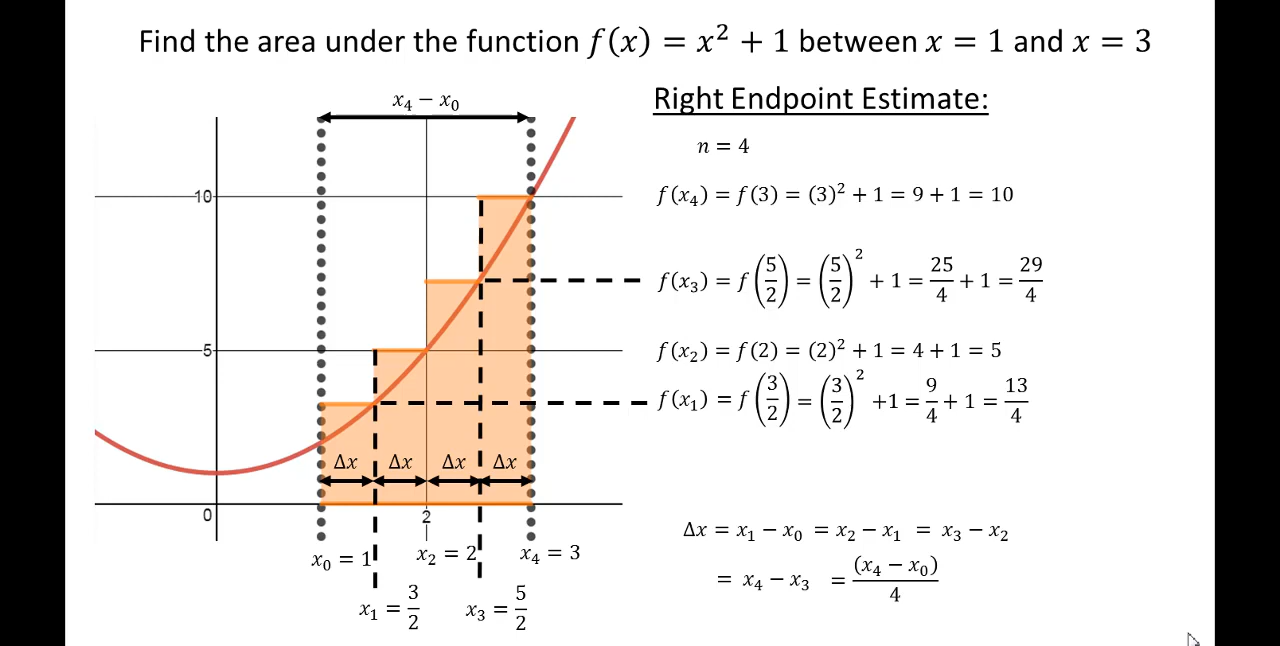 Find the area under the function f(x) = x² + 1 between x = 1 and x = 3
Right Endpoint Estimate:
x₄ − x₀
n = 4
10
f(x₄) = f(3) = (3)² + 1 = 9 + 1 = 10
f(x₃) = f(5/2) = (5/2)² + 1 = 25/4 + 1 = 29/4
5
f(x₂) = f(2) = (2)² + 1 = 4 + 1 = 5
f(x₁) = f(3/2) = (3/2)² +1 = 9/4 + 1 = 13/4
Δx Δx Δx Δx
0 2
Δx = x₁ − x₀ = x₂ − x₁ = x₃ − x₂
= x₄ − x₃ = (x₄ − x₀)/4
x₀ = 1 x₂ = 2 x₄ = 3
x₁ = 3/2 x₃ = 5/2